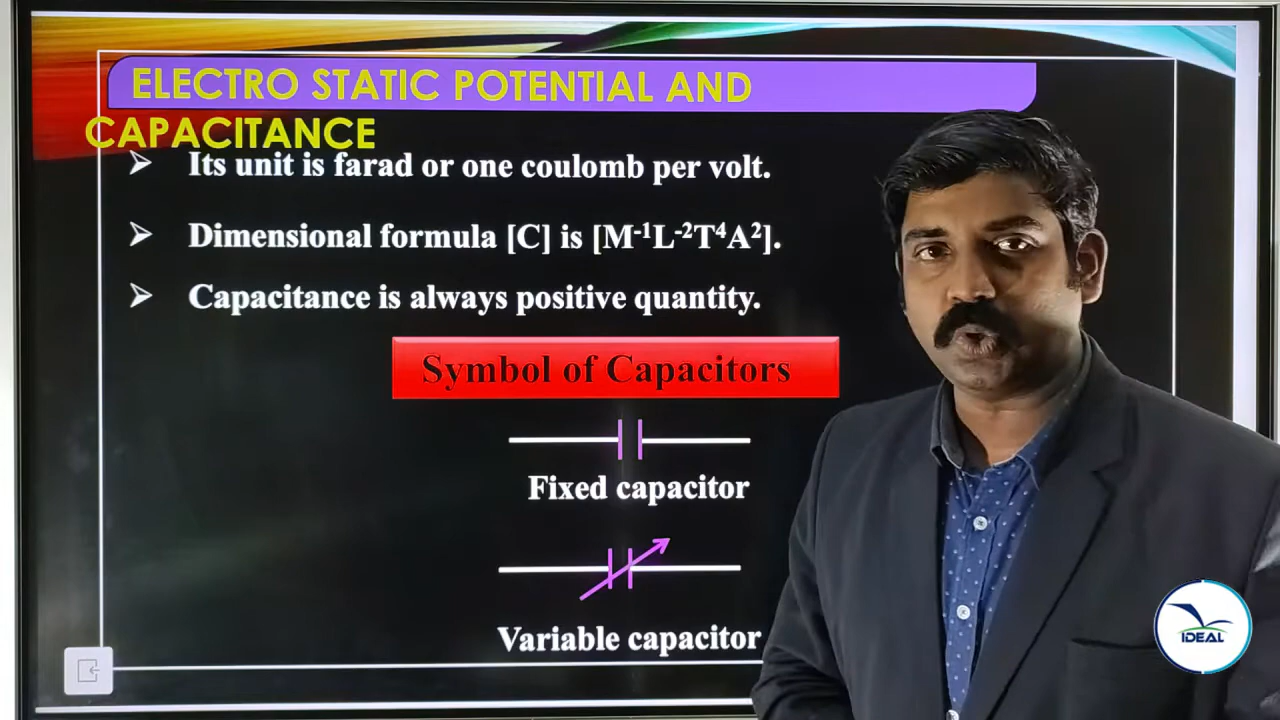 ELECTRO STATIC POTENTIAL AND
CAPACITANCE
➤ Its unit is farad or one coulomb per volt.
➤ Dimensional formula [C] is [M⁻¹L⁻²T⁴A²].
➤ Capacitance is always positive quantity.
Symbol of Capacitors
Fixed capacitor
Variable capacitor
IDEAL